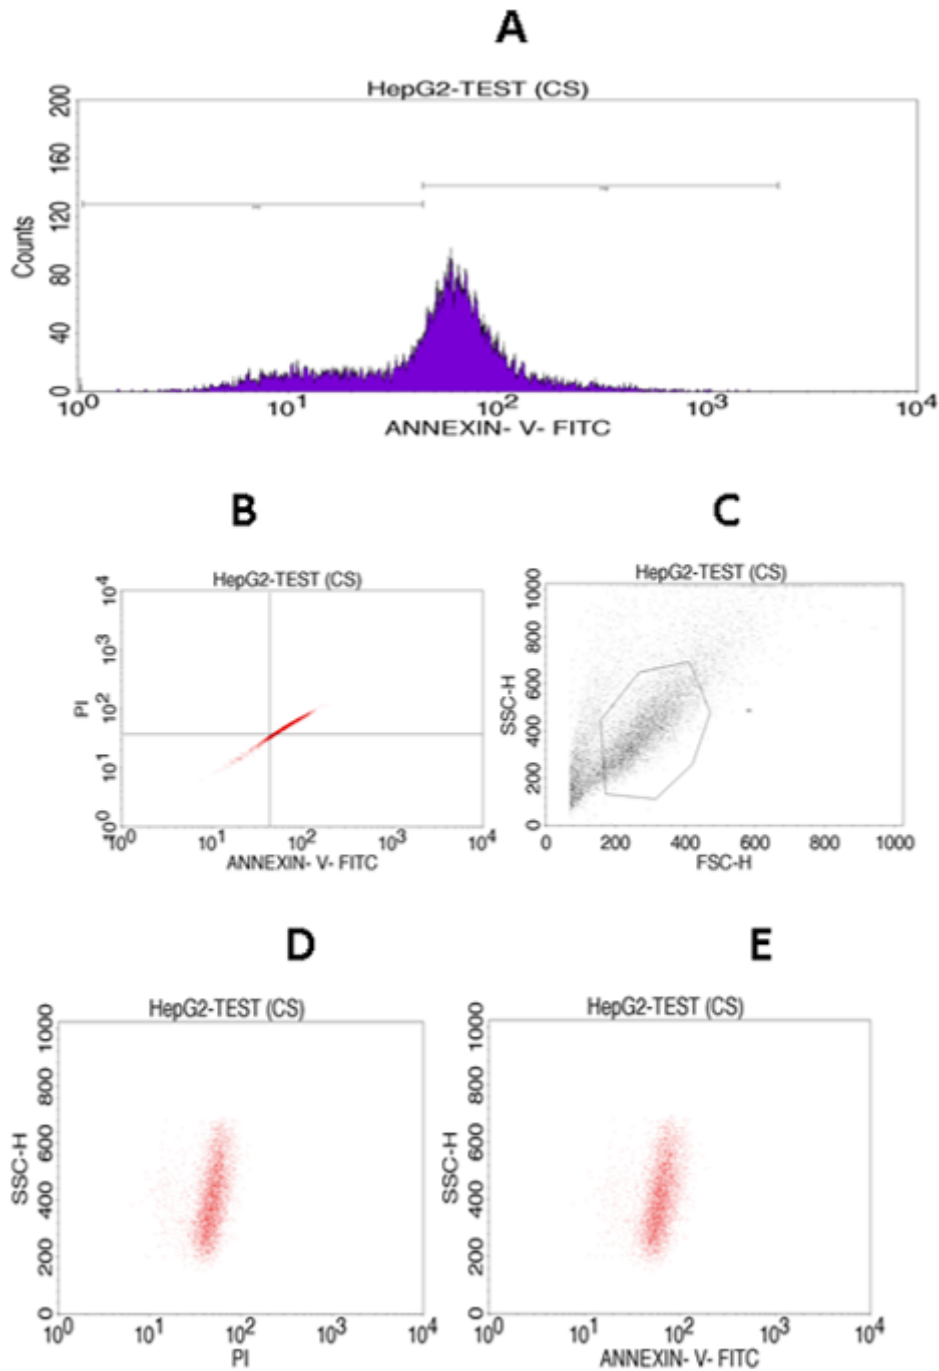 A
HepG2-TEST (CS)
200
160
120
80
40
0
Counts
10^0 10^1 10^2 10^3 10^4
ANNEXIN- V- FITC
B
HepG2-TEST (CS)
10^4
10^3
10^2
10^1
10^0
PI
10^0 10^1 10^2 10^3 10^4
ANNEXIN- V- FITC
C
HepG2-TEST (CS)
1000
800
600
400
200
0
SSC-H
0 200 400 600 800 1000
FSC-H
D
HepG2-TEST (CS)
1000
800
600
400
200
0
SSC-H
10^0 10^1 10^2 10^3 10^4
PI
E
HepG2-TEST (CS)
1000
800
600
400
200
0
SSC-H
10^0 10^1 10^2 10^3 10^4
ANNEXIN- V- FITC